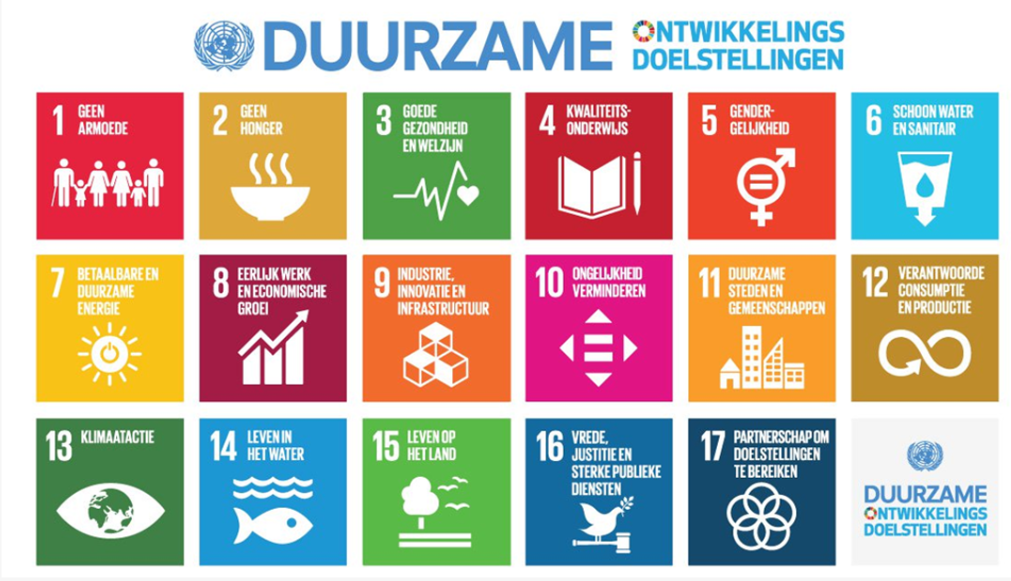 DUURZAME
ONTWIKKELINGS
DOELSTELLINGEN
1 GEEN
ARMOEDE
2 GEEN
HONGER
3 GOEDE
GEZONDHEID
EN WELZIJN
4 KWALITEITS-
ONDERWIJS
5 GENDER-
GELIJKHEID
6 SCHOON WATER
EN SANITAIR
7 BETAALBARE EN
DUURZAME
ENERGIE
8 EERLIJK WERK
EN ECONOMISCHE
GROEI
9 INDUSTRIE,
INNOVATIE EN
INFRASTRUCTUUR
10 ONGELIJKHEID
VERMINDEREN
11 DUURZAME
STEDEN EN
GEMEENSCHAPPEN
12 VERANTWOORDE
CONSUMPTIE
EN PRODUCTIE
13 KLIMAATACTIE
14 LEVEN IN
HET WATER
15 LEVEN OP
HET LAND
16 VREDE,
JUSTITIE EN
STERKE PUBLIEKE
DIENSTEN
17 PARTNERSCHAP OM
DOELSTELLINGEN
TE BEREIKEN
DUURZAME
ONTWIKKELINGS
DOELSTELLINGEN